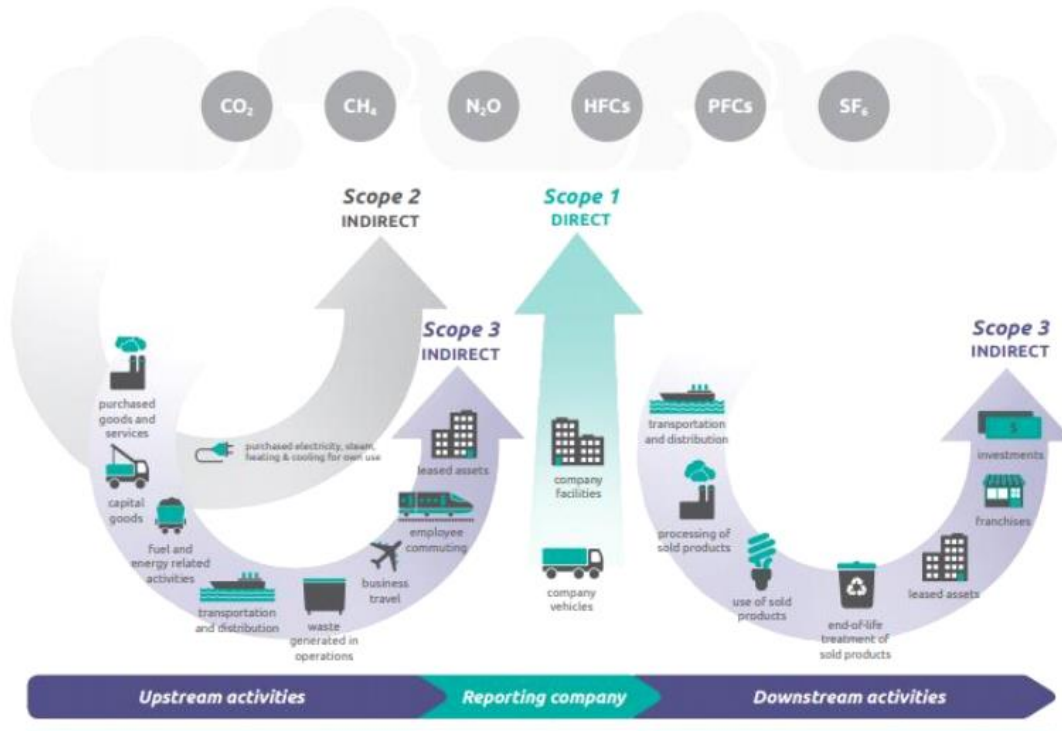 CO₂
CH₄
N₂O
HFCs
PFCs
SF₆
Scope 2
INDIRECT
Scope 1
DIRECT
Scope 3
INDIRECT
Scope 3
INDIRECT
purchased
goods and
services
capital
goods
fuel and
energy related
activities
transportation
and distribution
waste
generated in
operations
business
travel
employee
commuting
leased assets
purchased electricity, steam,
heating & cooling for own use
company
facilities
company
vehicles
transportation
and distribution
processing of
sold products
use of sold
products
end-of-life
treatment of
sold products
leased assets
franchises
investments
$
Upstream activities
Reporting company
Downstream activities